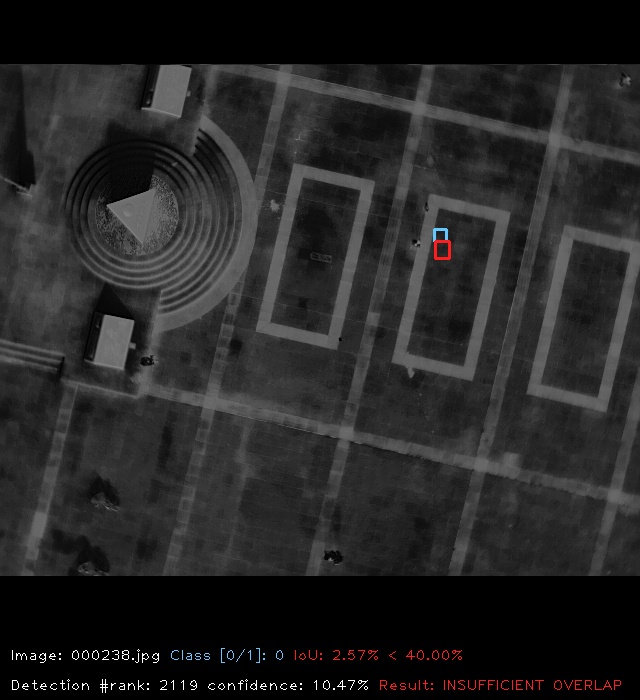 Image: 000238.jpg Class [0/1]: 0 IoU: 2.57% < 40.00%
Detection #rank: 2119 confidence: 10.47% Result: INSUFFICIENT OVERLAP